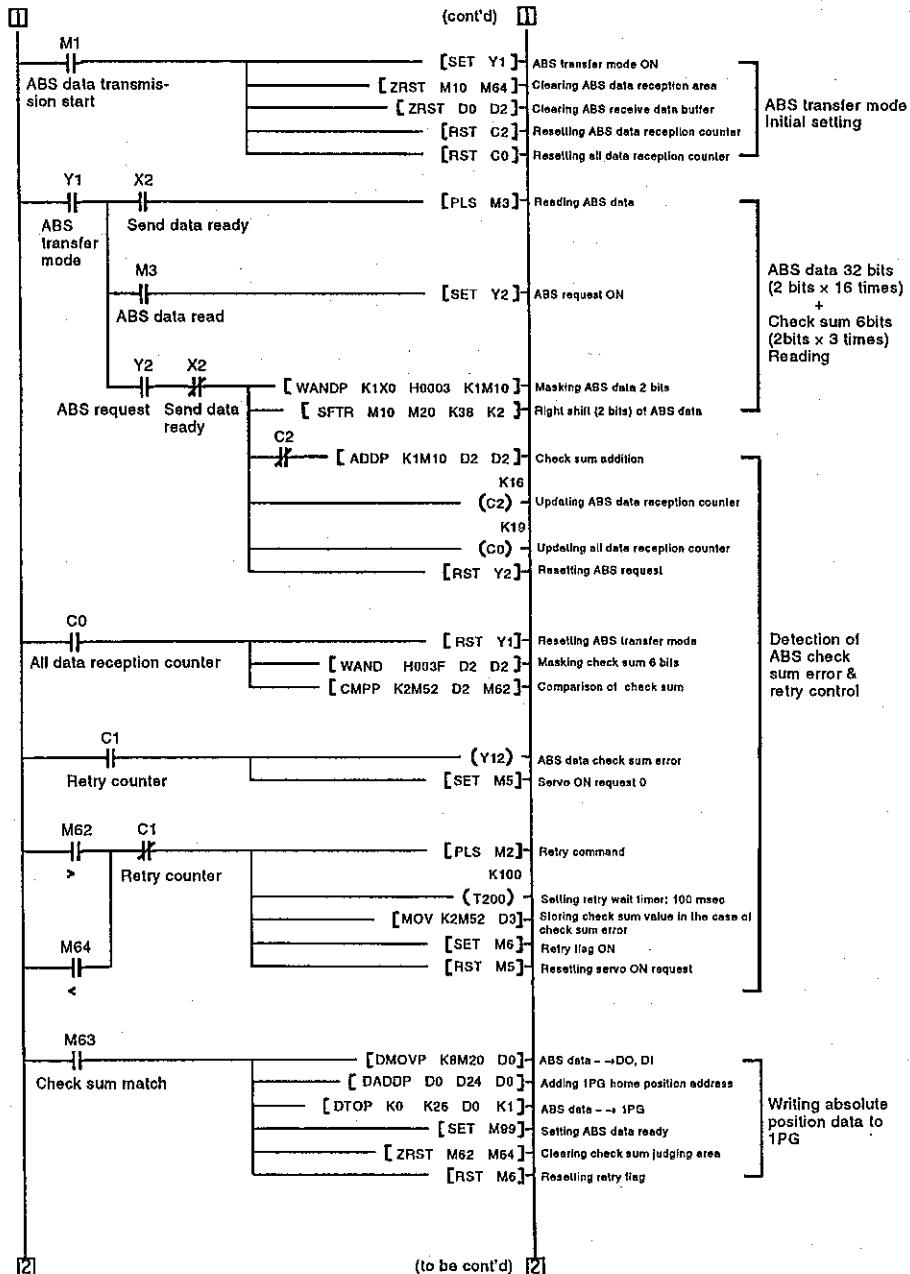 1 (cont'd) 1
M1
ABS data transmis-
sion start
[SET Y1] ABS transfer mode ON
[ZRST M10 M64] Clearing ABS data reception area
[ZRST D0 D2] Clearing ABS receive data buffer
[RST C2] Resetting ABS data reception counter
[RST C0] Resetting all data reception counter
ABS transfer mode
Initial setting
Y1 X2
ABS
transfer
mode
Send data ready
[PLS M3] Reading ABS data
M3
ABS data read
[SET Y2] ABS request ON
ABS data 32 bits
(2 bits x 16 times)
+
Check sum 6bits
(2bits x 3 times)
Reading
Y2 X2
ABS request
Send data
ready
[WANDP K1X0 H0003 K1M10] Masking ABS data 2 bits
[SFTR M10 M20 K38 K2] Right shift (2 bits) of ABS data
C2
[ADDP K1M10 D2 D2] Check sum addition
K16
(C2) Updating ABS data reception counter
K19
(C0) Updating all data reception counter
[RST Y2] Resetting ABS request
C0
All data reception counter
[RST Y1] Resetting ABS transfer mode
[WAND H003F D2 D2] Masking check sum 6 bits
[CMPP K2M52 D2 M62] Comparison of check sum
Detection of
ABS check
sum error &
retry control
C1
Retry counter
(Y12) ABS data check sum error
[SET M5] Servo ON request 0
M62 C1
>
Retry counter
[PLS M2] Retry command
K100
(T200) Setting retry wait timer: 100 msec
[MOV K2M52 D3] Storing check sum value in the case of
check sum error
[SET M6] Retry flag ON
M64
<
[RST M5] Resetting servo ON request
M63
Check sum match
[DMOVP K8M20 D0] ABS data --→DO, DI
[DADDP D0 D24 D0] Adding 1PG home position address
[DTOP K0 K26 D0 K1] ABS data --→ 1PG
[SET M99] Setting ABS data ready
[ZRST M62 M64] Clearing check sum judging area
[RST M6] Resetting retry flag
Writing absolute
position data to
1PG
2 (to be cont'd) 2